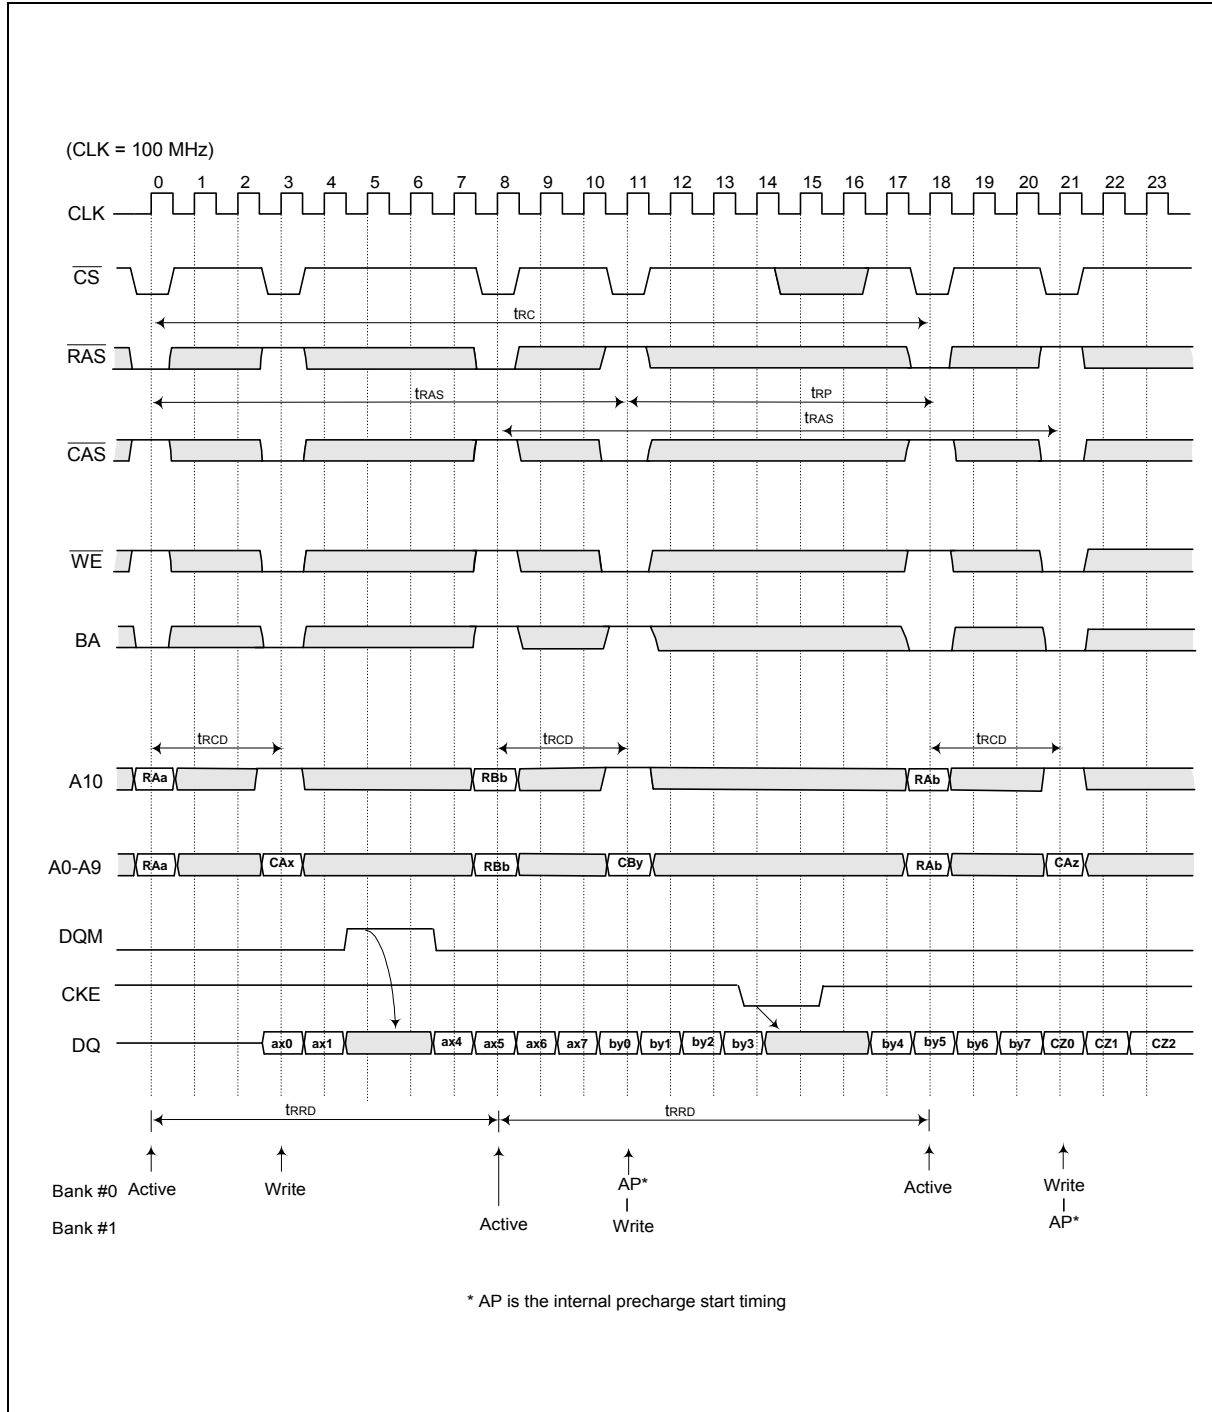 (CLK = 100 MHz)
0 1 2 3 4 5 6 7 8 9 10 11 12 13 14 15 16 17 18 19 20 21 22 23
CLK
CS
tRC
RAS
tRAS tRP
tRAS
CAS
WE
BA
tRCD tRCD tRCD
A10 RAa RBb RAb
A0-A9 RAa CAx RBb CBy RAb CAz
DQM
CKE
DQ ax0 ax1 ax4 ax5 ax6 ax7 by0 by1 by2 by3 by4 by5 by6 by7 CZ0 CZ1 CZ2
tRRD tRRD
Bank #0 Active Write AP* Active Write
Bank #1 Active Write AP*
* AP is the internal precharge start timing